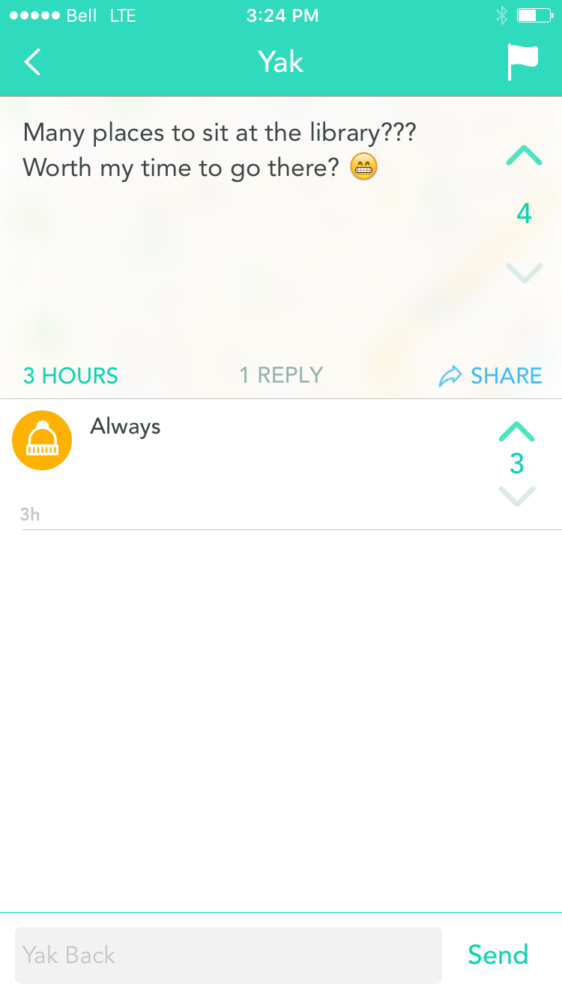 Bell LTE 3:24 PM
Yak
Many places to sit at the library???
Worth my time to go there? 😁
4
3 HOURS 1 REPLY SHARE
Always
3
3h
Yak Back Send